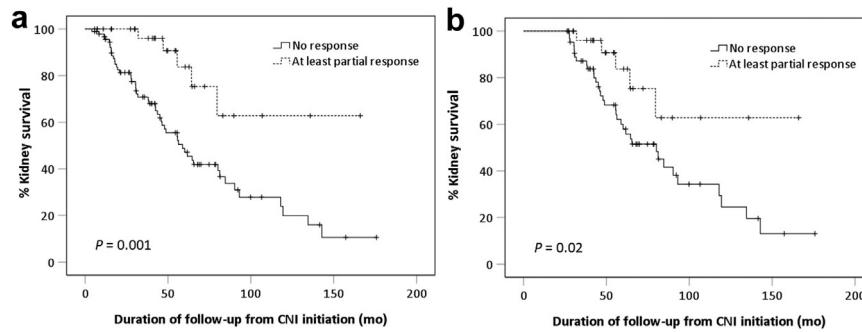 a
% Kidney survival
100
80
60
40
20
0
No response
At least partial response
P = 0.001
0
50
100
150
200
Duration of follow-up from CNI initiation (mo)
b
% Kidney survival
100
80
60
40
20
0
No response
At least partial response
P = 0.02
0
50
100
150
200
Duration of follow-up from CNI initiation (mo)